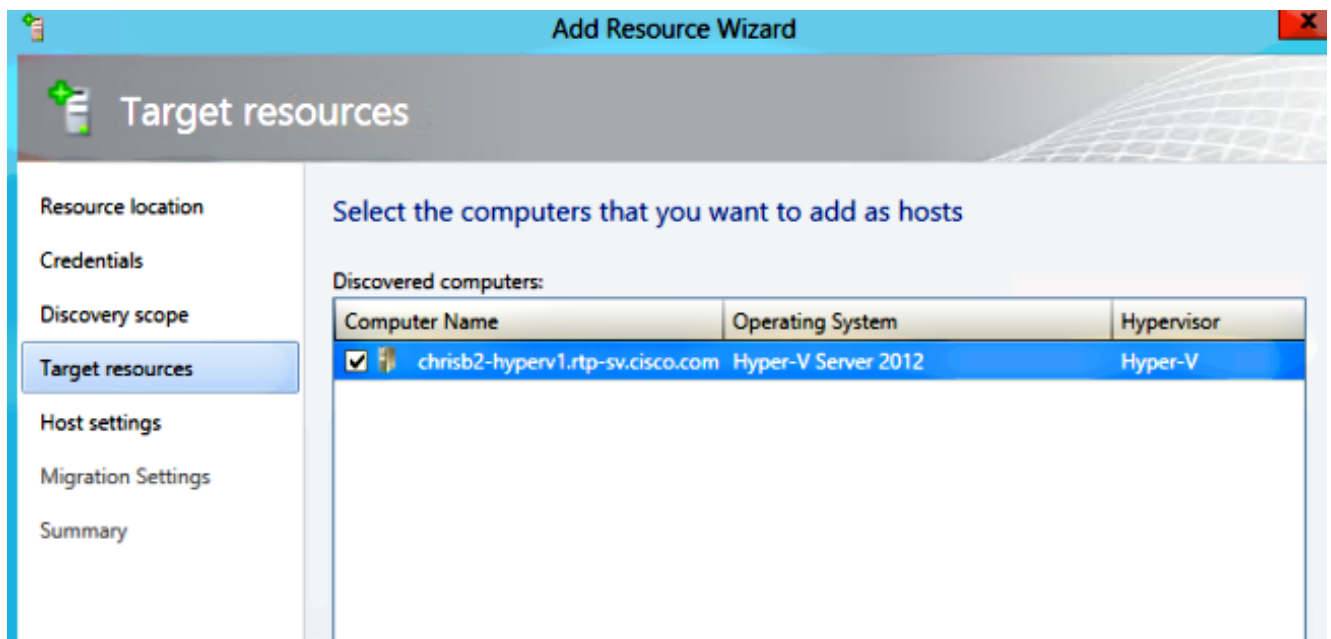 Add Resource Wizard
x
Target resources
Resource location
Credentials
Discovery scope
Target resources
Host settings
Migration Settings
Summary
Select the computers that you want to add as hosts
Discovered computers:
Computer Name Operating System Hypervisor
chrisb2-hyperv1.rtp-sv.cisco.com Hyper-V Server 2012 Hyper-V